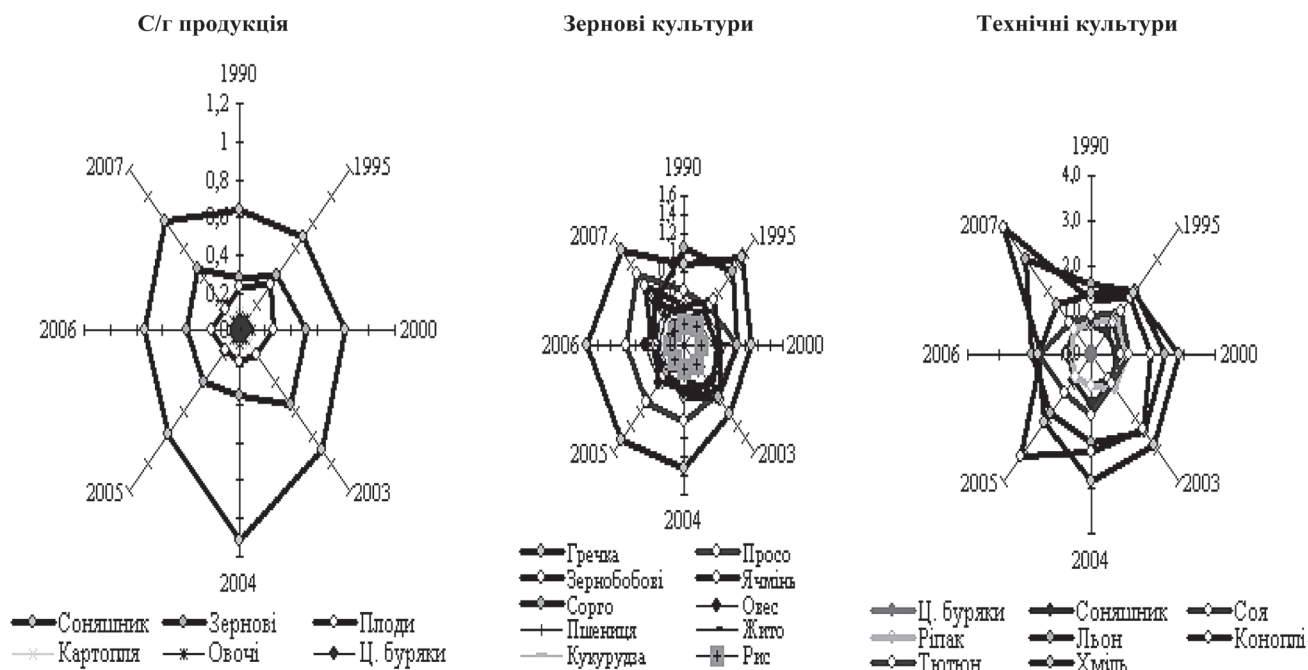 С/г продукція
1990
1,2
1
0,8
0,6
0,4
0,2
1995
2000
2003
2004
2005
2006
2007
Соняшник Зернові Плоди
Картопля Овочі Ц. буряки
Зернові культури
1990
1,6
1,4
1,2
1995
2000
2003
2004
2005
2006
2007
Гречка Просо
Зернобобові Ячмінь
Сорго Овес
Пшениця Жито
Кукурудза Рис
Технічні культури
1990
4,0
3,0
2,0
1995
2000
2003
2004
2005
2006
2007
Ц. буряки Соняшник Соя
Ріпак Льон Коноплі
Тютюн Хміль